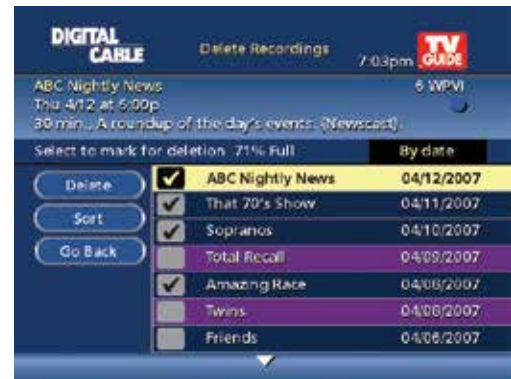 DIGITAL CABLE
Delete Recordings
7:03pm
TV GUIDE
ABC Nightly News
6 WPVI
Thu 4/12 at 5:00p
30 min., A roundup of the day's events. (Newscast).
Select to mark for deletion 71% Full
By date
Delete
Sort
Go Back
ABC Nightly News 04/12/2007
That 70's Show 04/11/2007
Sopranos 04/10/2007
Total Recall 04/09/2007
Amazing Race 04/08/2007
Twins 04/08/2007
Friends 04/06/2007